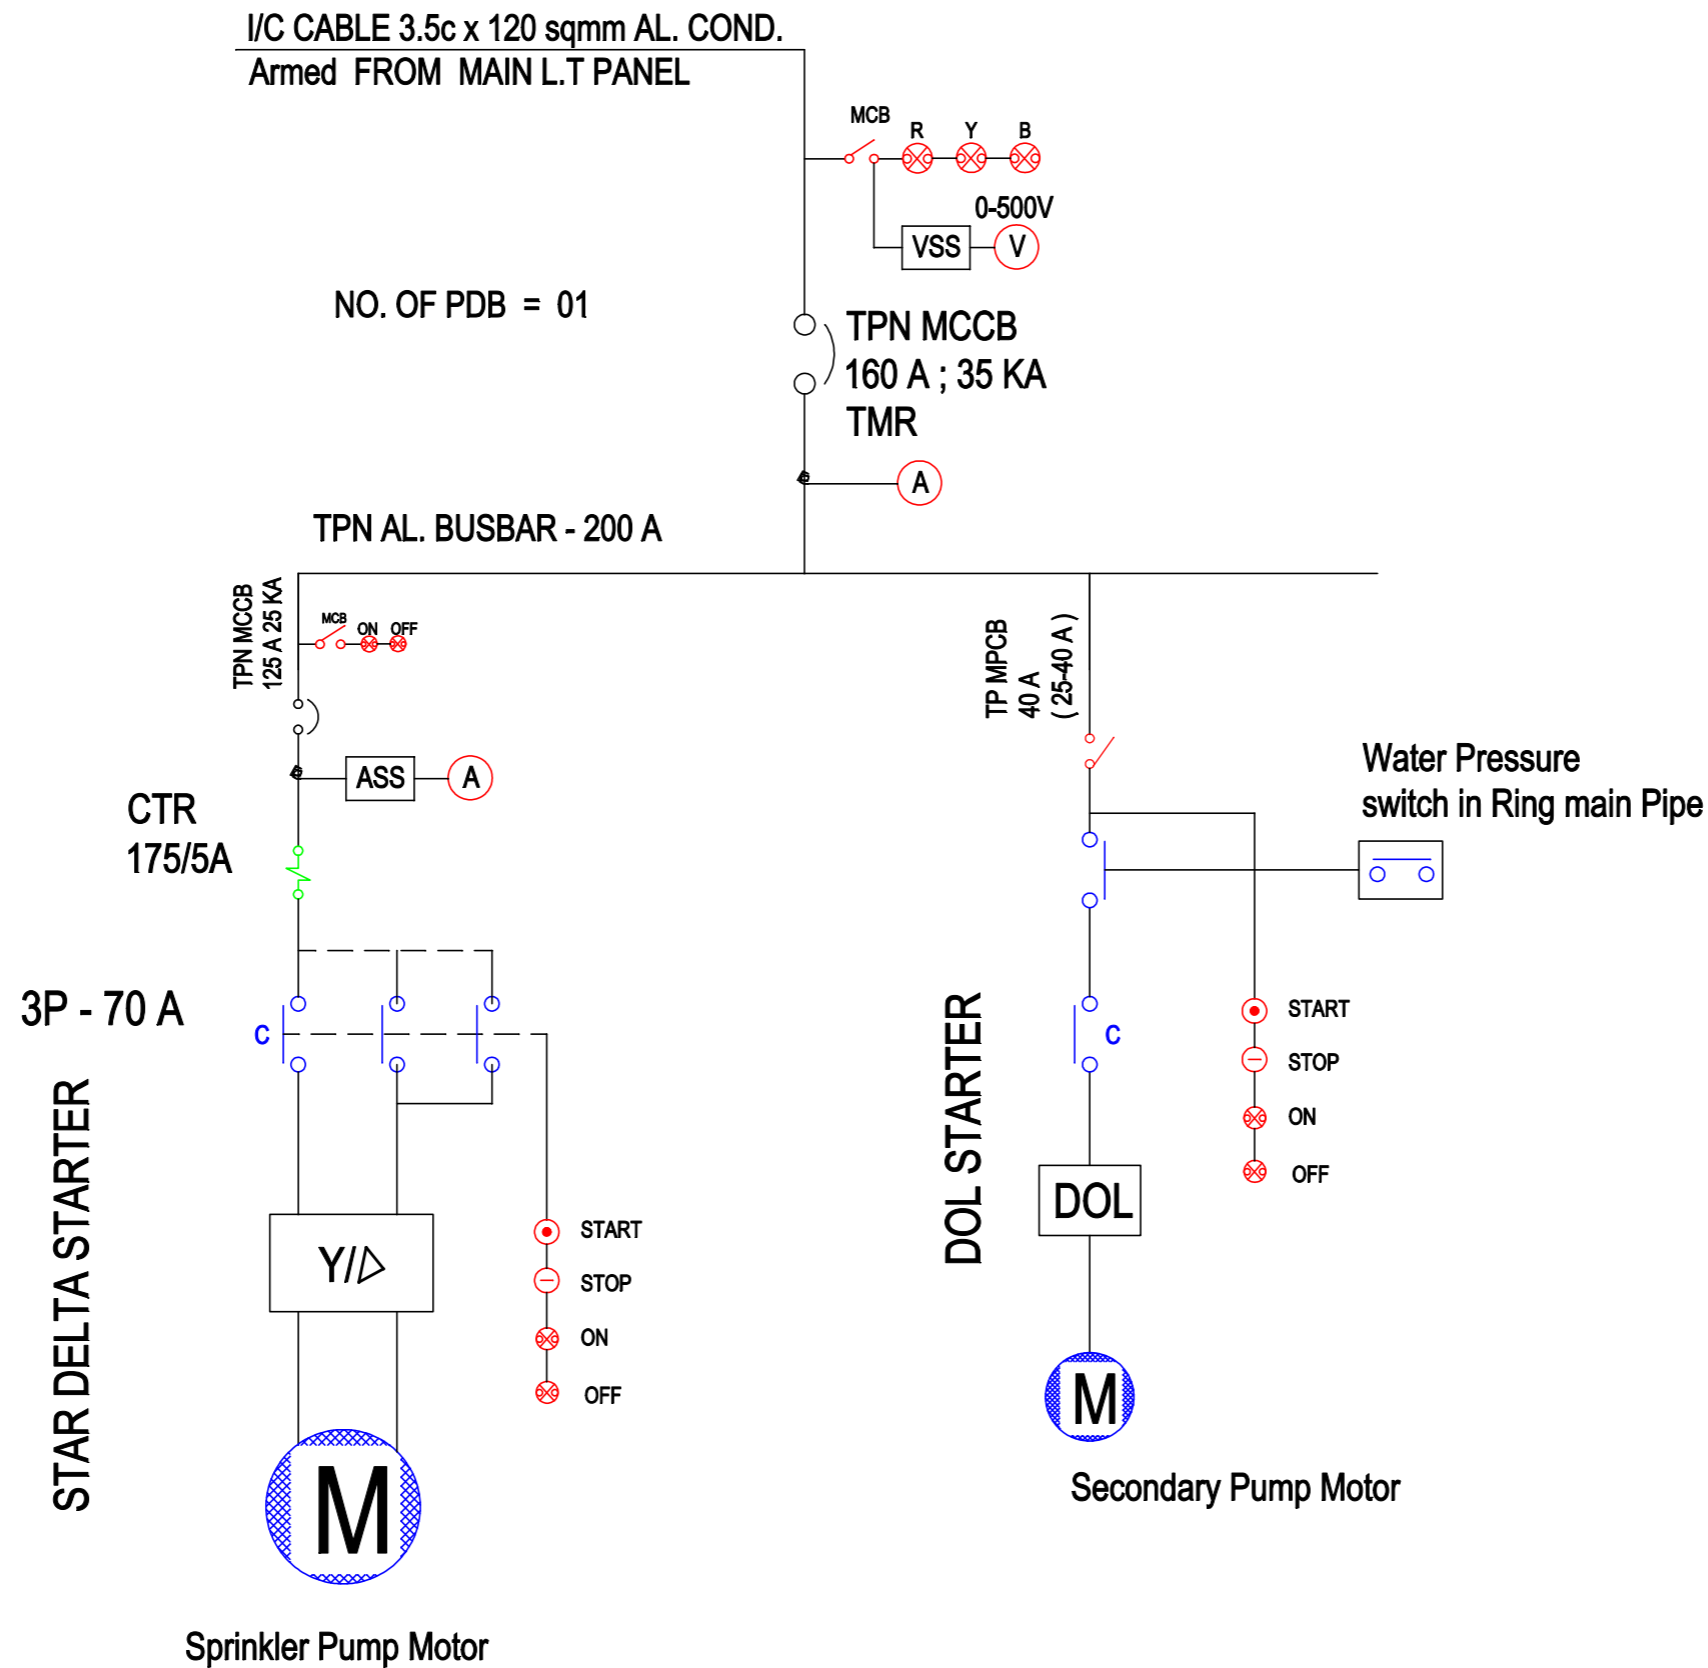 I/C CABLE 3.5c x 120 sqmm AL. COND.
Armed FROM MAIN L.T PANEL
MCB
R Y B
0-500V
VSS V
NO. OF PDB = 01
TPN MCCB
160 A ; 35 KA
TMR
A
TPN AL. BUSBAR - 200 A
TPN MCCB
125 A 25 KA
MCB
ON OFF
ASS A
CTR
175/5A
3P - 70 A
C
STAR DELTA STARTER
Y/
START
STOP
ON
OFF
M
Sprinkler Pump Motor
TP MPCB
40 A
( 25-40 A )
Water Pressure
switch in Ring main Pipe
DOL STARTER
C
START
STOP
ON
OFF
DOL
M
Secondary Pump Motor